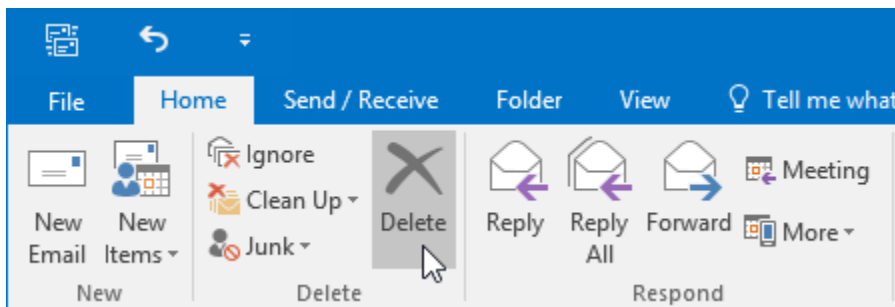 File Home Send / Receive Folder View Tell me what
New Email
New Items
Ignore
Clean Up
Junk
Delete
Reply
Reply All
Forward
Meeting
More
New Delete Respond